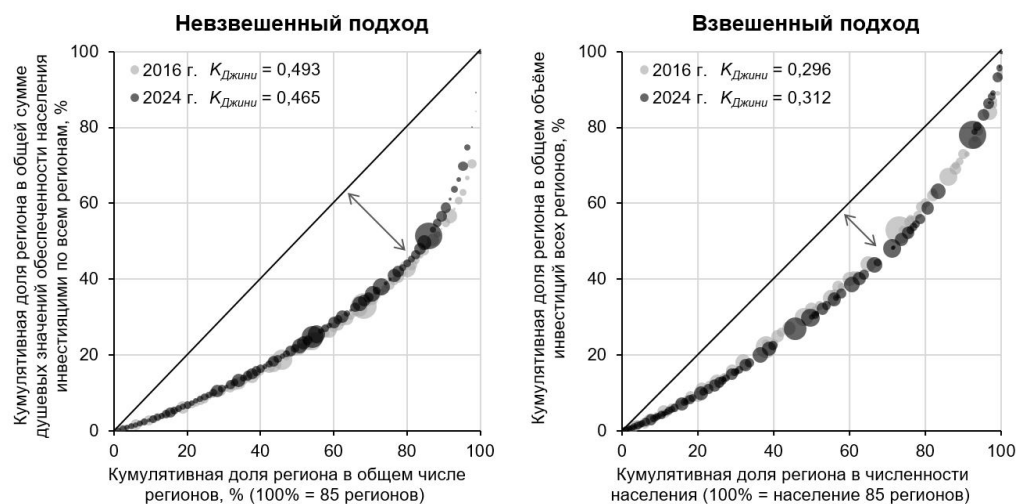 Невзвешенный подход
Кумулятивная доля региона в общей сумме
душевых значений обеспеченности населения
инвестияциями по всем регионам, %
100
80
60
40
20
0
2016 г. KДжини = 0,493
2024 г. KДжини = 0,465
0 20 40 60 80 100
Кумулятивная доля региона в общем числе
регионов, % (100% = 85 регионов)
Взвешенный подход
Кумулятивная доля региона в общем объёме
инвестиций всех регионов, %
100
80
60
40
20
0
2016 г. KДжини = 0,296
2024 г. KДжини = 0,312
0 20 40 60 80 100
Кумулятивная доля региона в численности
населения (100% = население 85 регионов)